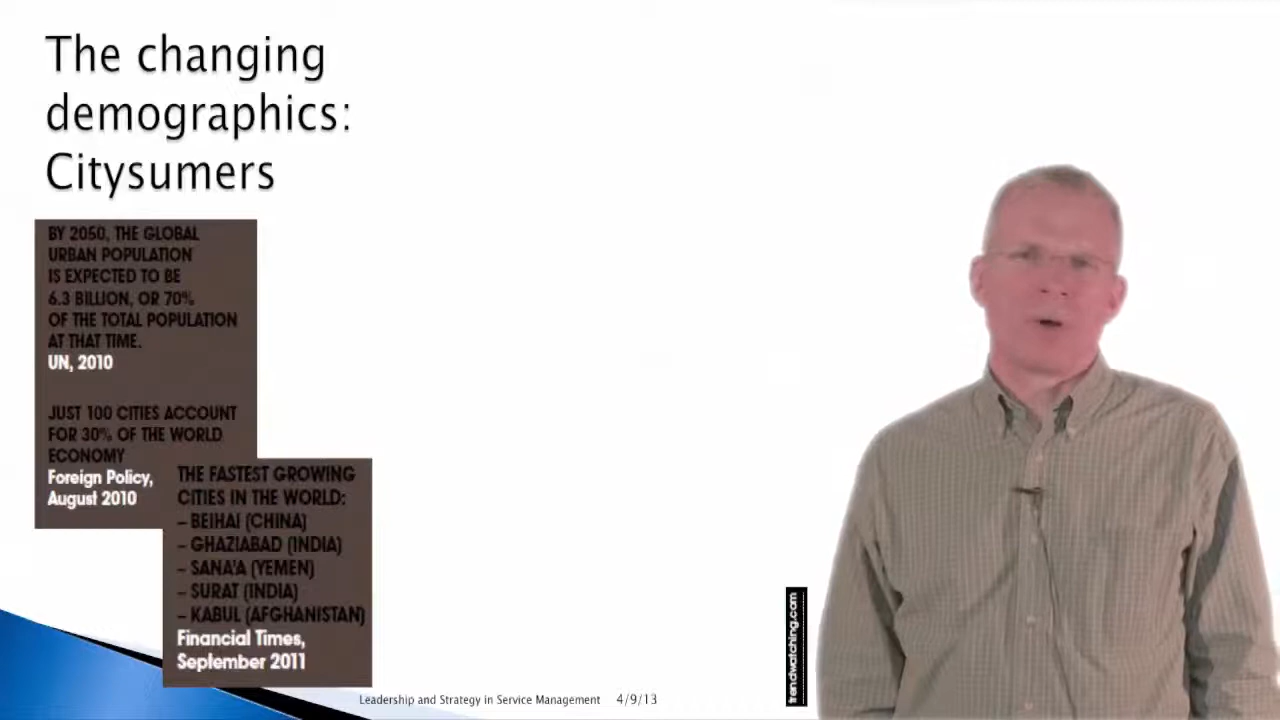 The changing
demographics:
Citysumers
BY 2050, THE GLOBAL
URBAN POPULATION
IS EXPECTED TO BE
6.3 BILLION, OR 70%
OF THE TOTAL POPULATION
AT THAT TIME.
UN, 2010
JUST 100 CITIES ACCOUNT
FOR 30% OF THE WORLD
ECONOMY
Foreign Policy,
August 2010
THE FASTEST GROWING
CITIES IN THE WORLD:
– BEIHAI (CHINA)
– GHAZIABAD (INDIA)
– SANA'A (YEMEN)
– SURAT (INDIA)
– KABUL (AFGHANISTAN)
Financial Times,
September 2011
trendwatching.com
Leadership and Strategy in Service Management 4/9/13